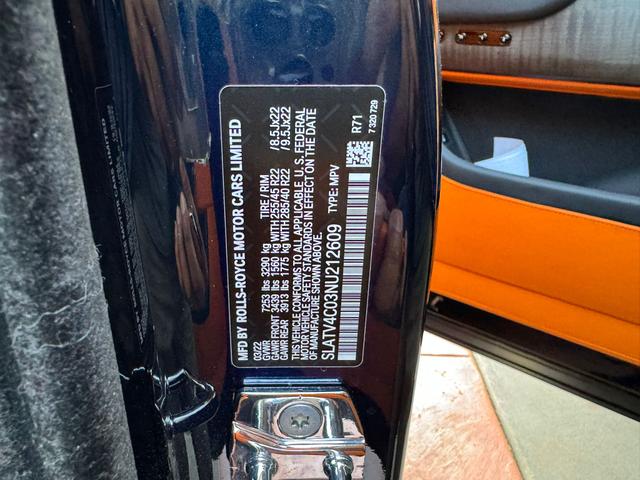 MFD BY ROLLS-ROYCE MOTOR CARS LIMITED
03/22 TIRE / RIM
GVWR 7253 lbs 3290 kg
GAWR FRONT 3439 lbs 1560 kg WITH 255/45 R22 /8.5Jx22
GAWR REAR 3913 lbs 1775 kg WITH 285/40 R22 /9.5Jx22
THIS VEHICLE CONFORMS TO ALL APPLICABLE U.S. FEDERAL
MOTOR VEHICLE SAFETY STANDARDS IN EFFECT ON THE DATE
OF MANUFACTURE SHOWN ABOVE.
SLATV4C03NU212609 TYPE: MPV
R71
7 320 729